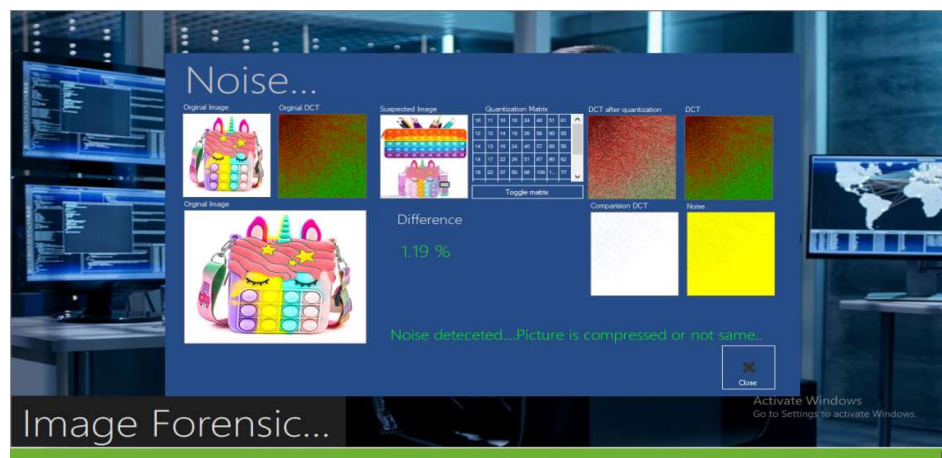 Noise...
Orginal Image
Orginal DCT
Suspected Image
Quantization Matrix
DCT after quantization
DCT
16 11 10 16 24 40 51 61
12 12 14 19 26 58 60 55
14 13 16 24 40 57 69 56
14 17 22 29 51 87 80 62
18 22 37 56 68 109 1... 77
Toggle matrix
Orginal Image
Difference
1.19 %
Comparision DCT
Noise
Noise deteceted....Picture is compressed or not same..
Close
Activate Windows
Go to Settings to activate Windows.
Image Forensic...